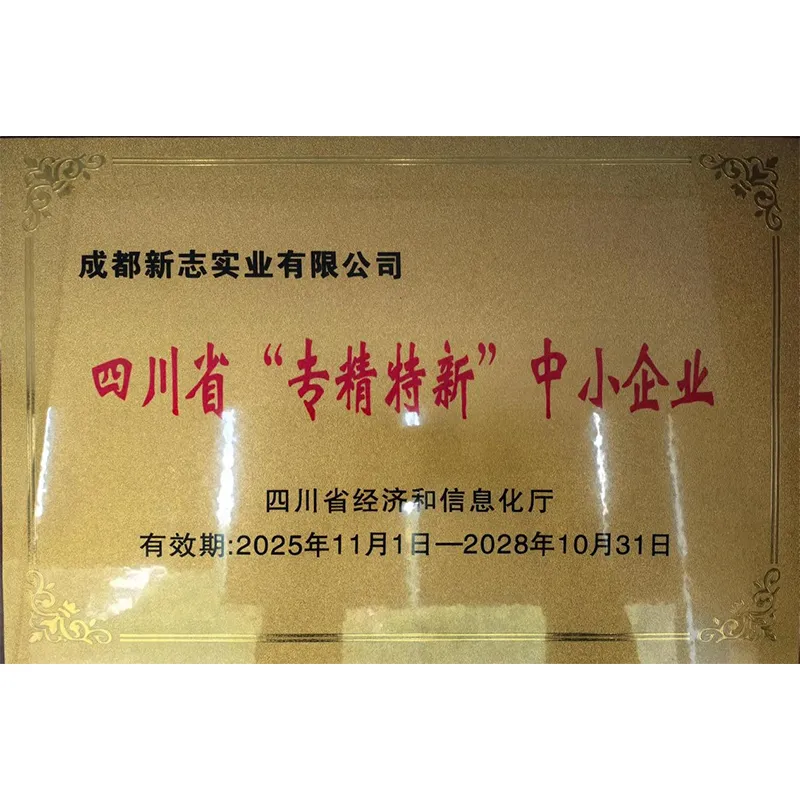 成都新志实业有限公司
四川省“专精特新”中小企业
四川省经济和信息化厅
有效期:2025年11月1日—2028年10月31日